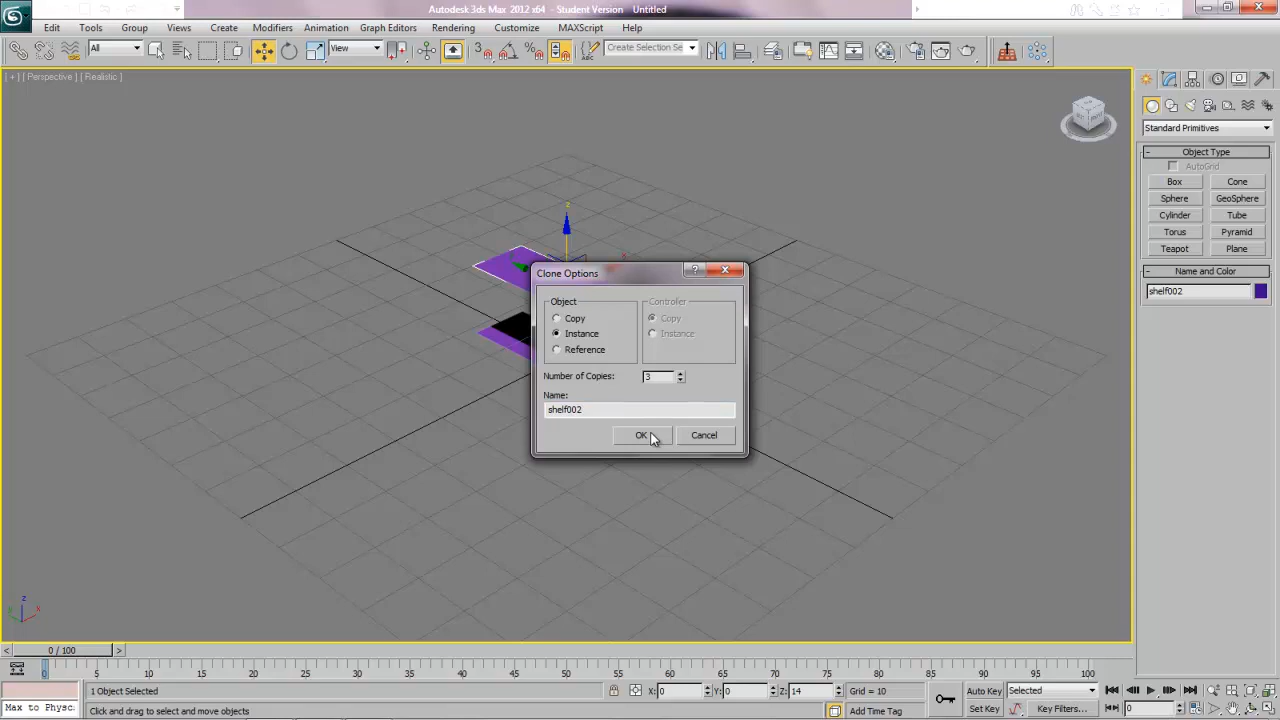 Autodesk 3ds Max 2012 x64 - Student Version Untitled
Edit Tools Group Views Create Modifiers Animation Graph Editors Rendering Customize MAXScript Help
All View 3 Create Selection Se
[ + ] [ Perspective ] [ Realistic ]
Standard Primitives
- Object Type
AutoGrid
Box Cone
Sphere GeoSphere
Cylinder Tube
Torus Pyramid
Teapot Plane
- Name and Color
shelf002
z
Clone Options
Object Controller
Copy Copy
Instance Instance
Reference
Number of Copies: 3
Name:
shelf002
OK Cancel
z
x
< 0 / 100 >
0 5 10 15 20 25 30 35 40 45 50 55 60 65 70 75 80 85 90 95 100
1 Object Selected X: 0 Y: 0 Z: 14 Grid = 10 Auto Key Selected
Max to Physc Click and drag to select and move objects Add Time Tag Set Key Key Filters... 0